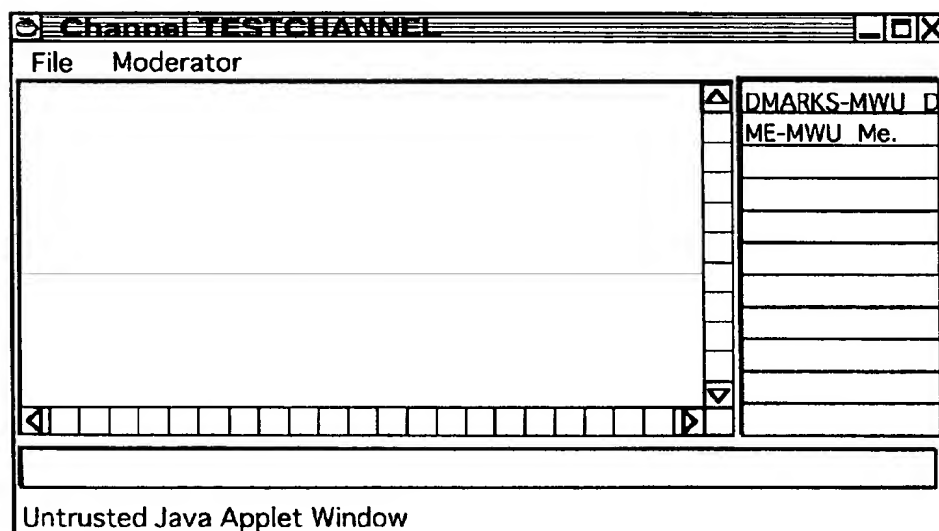 Channel TESTCHANNEL
File Moderator
DMARKS-MWU D
ME-MWU Me.
Untrusted Java Applet Window